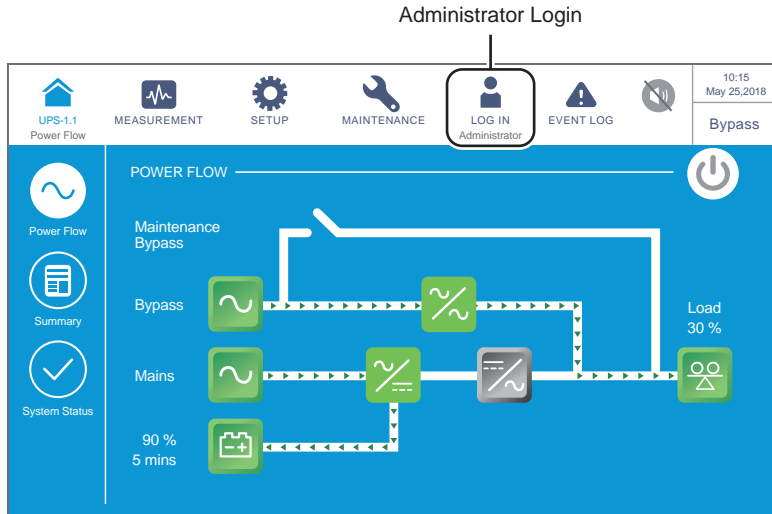 Administrator Login
UPS-1.1
Power Flow
MEASUREMENT
SETUP
MAINTENANCE
LOG IN
Administrator
EVENT LOG
10:15
May 25,2018
Bypass
POWER FLOW
Power Flow
Summary
System Status
Maintenance
Bypass
Bypass
Mains
90 %
5 mins
Load
30 %